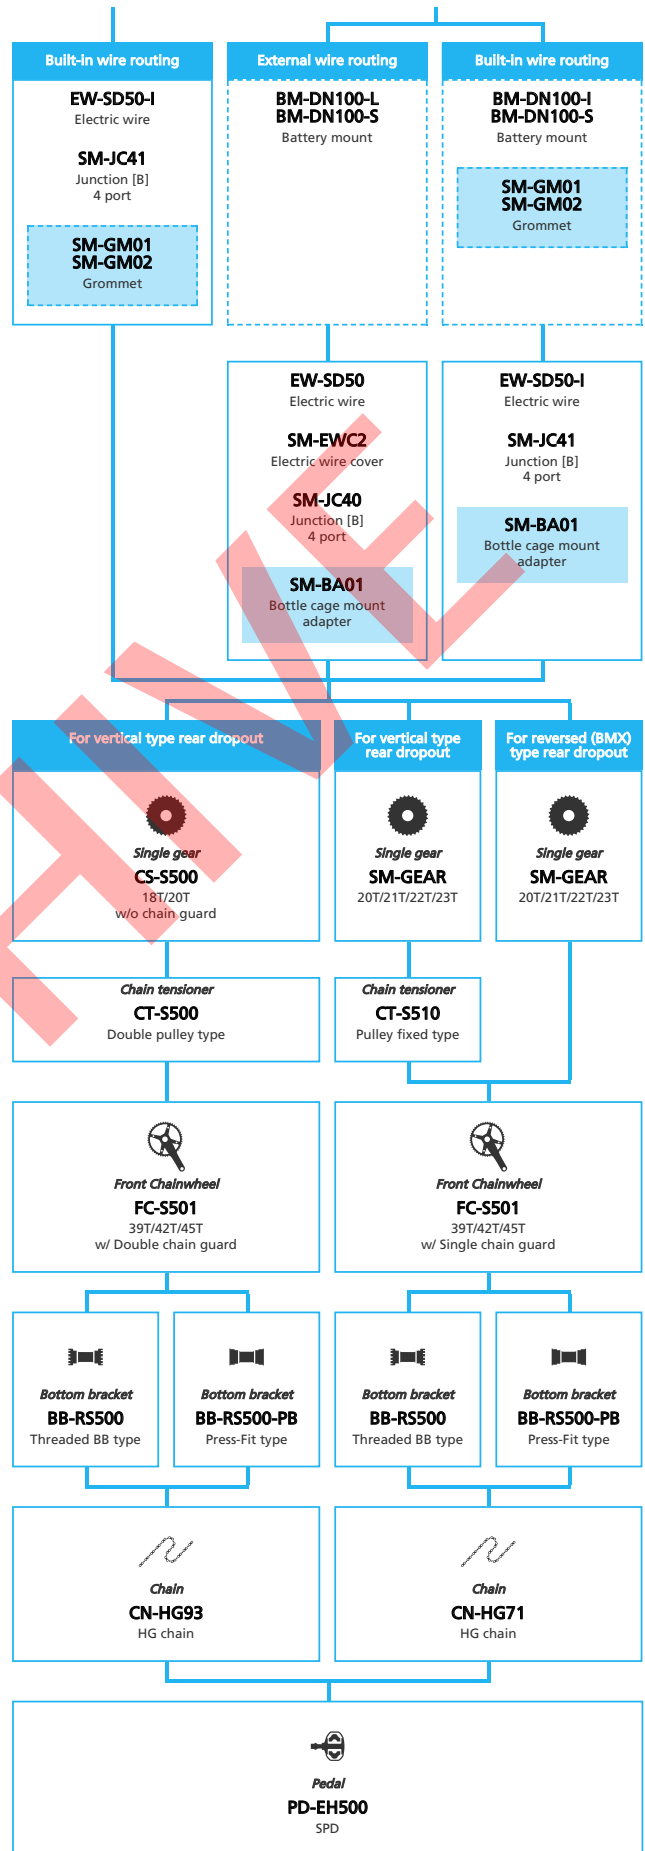 Built-in wire routing
External wire routing
Built-in wire routing
EW-SD50-I
Electric wire
SM-JC41
Junction [B]
4 port
SM-GM01
SM-GM02
Grommet
BM-DN100-L
BM-DN100-S
Battery mount
BM-DN100-I
BM-DN100-S
Battery mount
SM-GM01
SM-GM02
Grommet
EW-SD50
Electric wire
SM-EWC2
Electric wire cover
SM-JC40
Junction [B]
4 port
SM-BA01
Bottle cage mount
adapter
EW-SD50-I
Electric wire
SM-JC41
Junction [B]
4 port
SM-BA01
Bottle cage mount
adapter
For vertical type rear dropout
For vertical type
rear dropout
For reversed (BMX)
type rear dropout
Single gear
CS-S500
18T/20T
w/o chain guard
Single gear
SM-GEAR
20T/21T/22T/23T
Single gear
SM-GEAR
20T/21T/22T/23T
Chain tensioner
CT-S500
Double pulley type
Chain tensioner
CT-S510
Pulley fixed type
Front Chainwheel
FC-S501
39T/42T/45T
w/ Double chain guard
Front Chainwheel
FC-S501
39T/42T/45T
w/ Single chain guard
Bottom bracket
BB-RS500
Threaded BB type
Bottom bracket
BB-RS500-PB
Press-Fit type
Bottom bracket
BB-RS500
Threaded BB type
Bottom bracket
BB-RS500-PB
Press-Fit type
Chain
CN-HG93
HG chain
Chain
CN-HG71
HG chain
Pedal
PD-EH500
SPD
HIVE